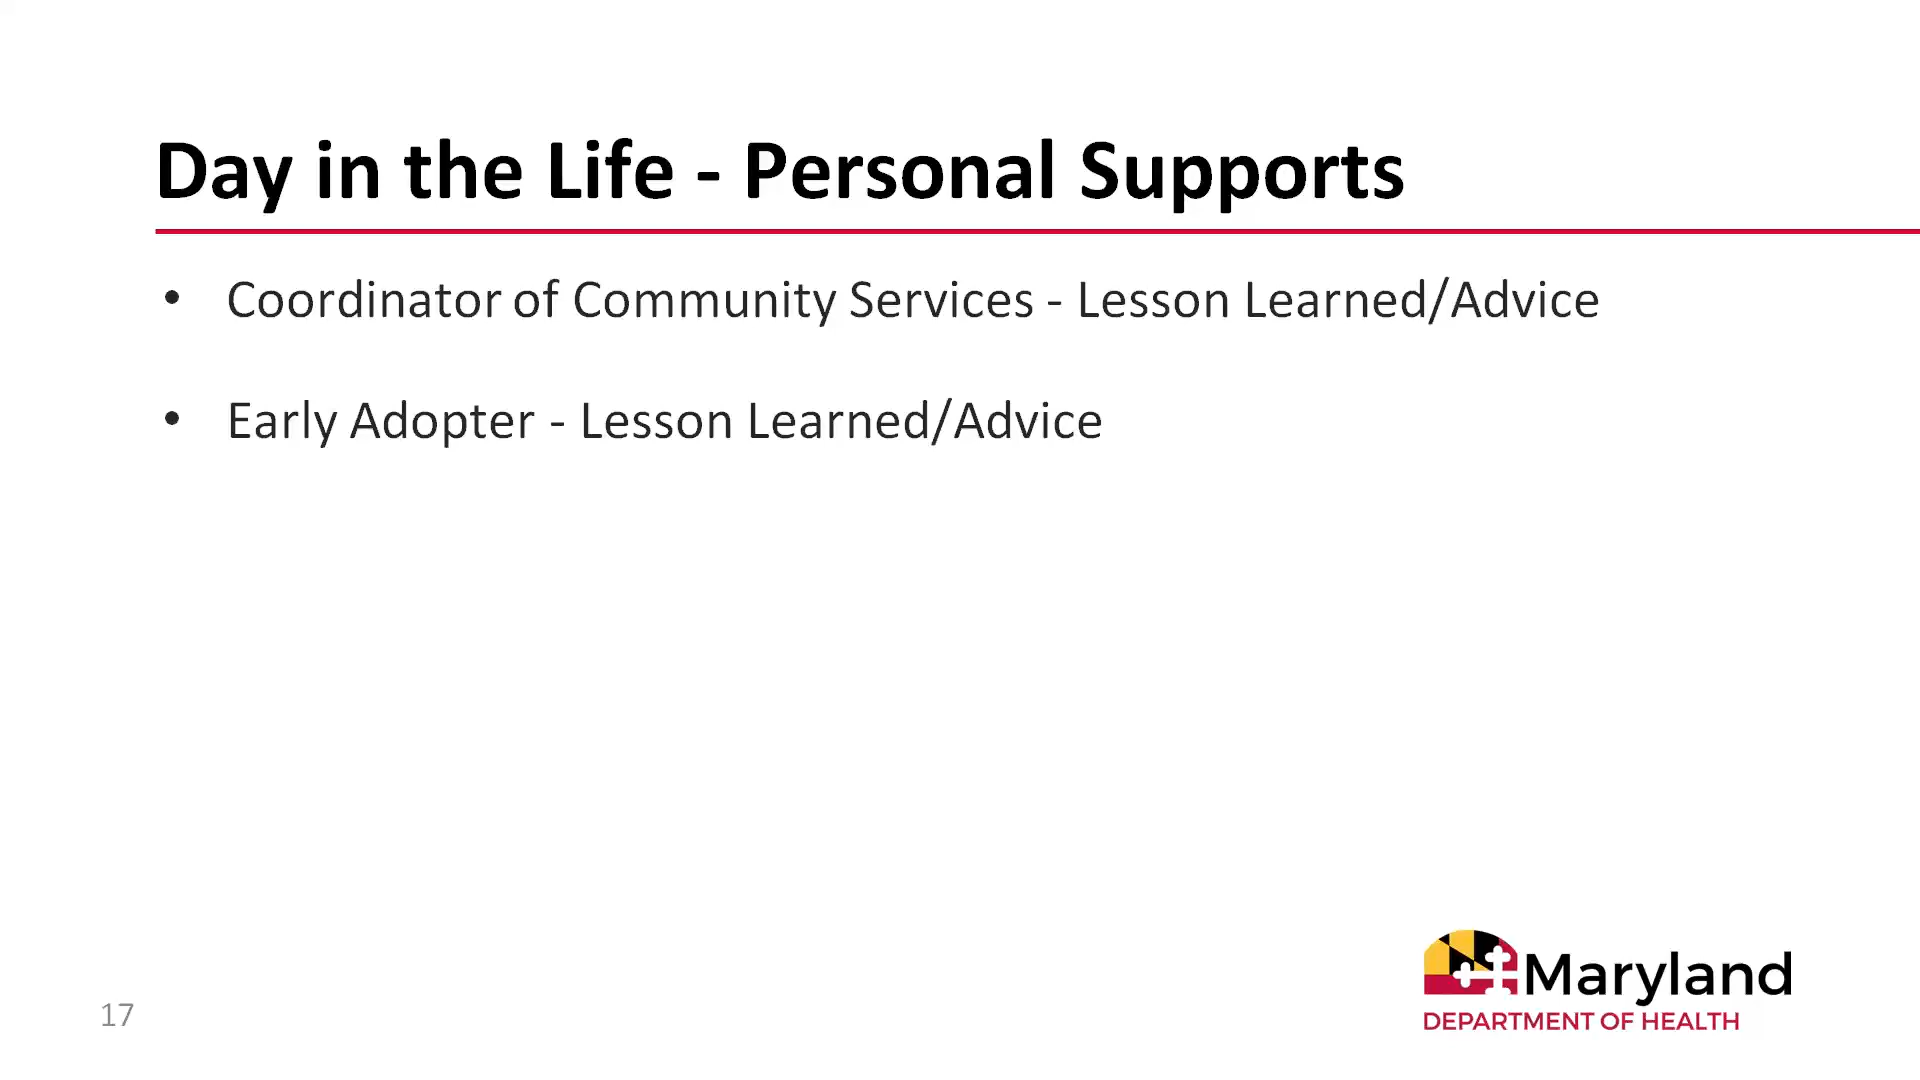 Day in the Life - Personal Supports
• Coordinator of Community Services - Lesson Learned/Advice
• Early Adopter - Lesson Learned/Advice
17
Maryland
DEPARTMENT OF HEALTH